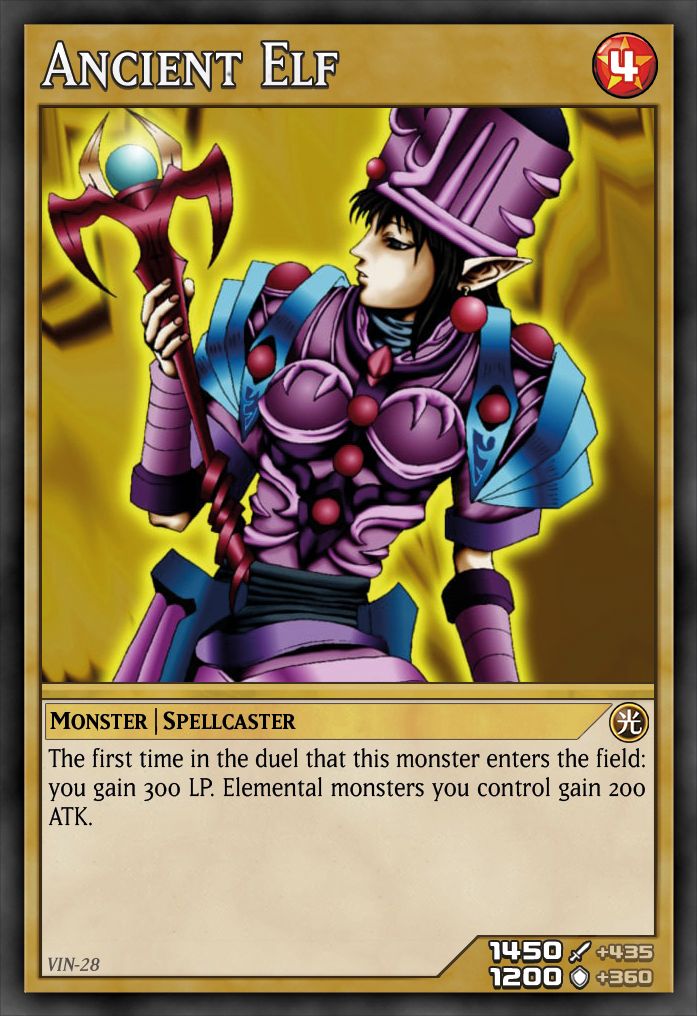 Ancient Elf
4
Monster | Spellcaster
光
The first time in the duel that this monster enters the field:
you gain 300 LP. Elemental monsters you control gain 200
ATK.
1450 +435
VIN-28
1200 +360